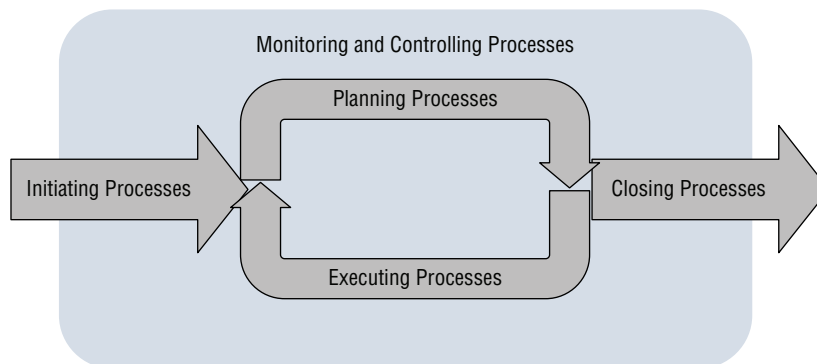 Monitoring and Controlling Processes
Planning Processes
Initiating Processes
Closing Processes
Executing Processes